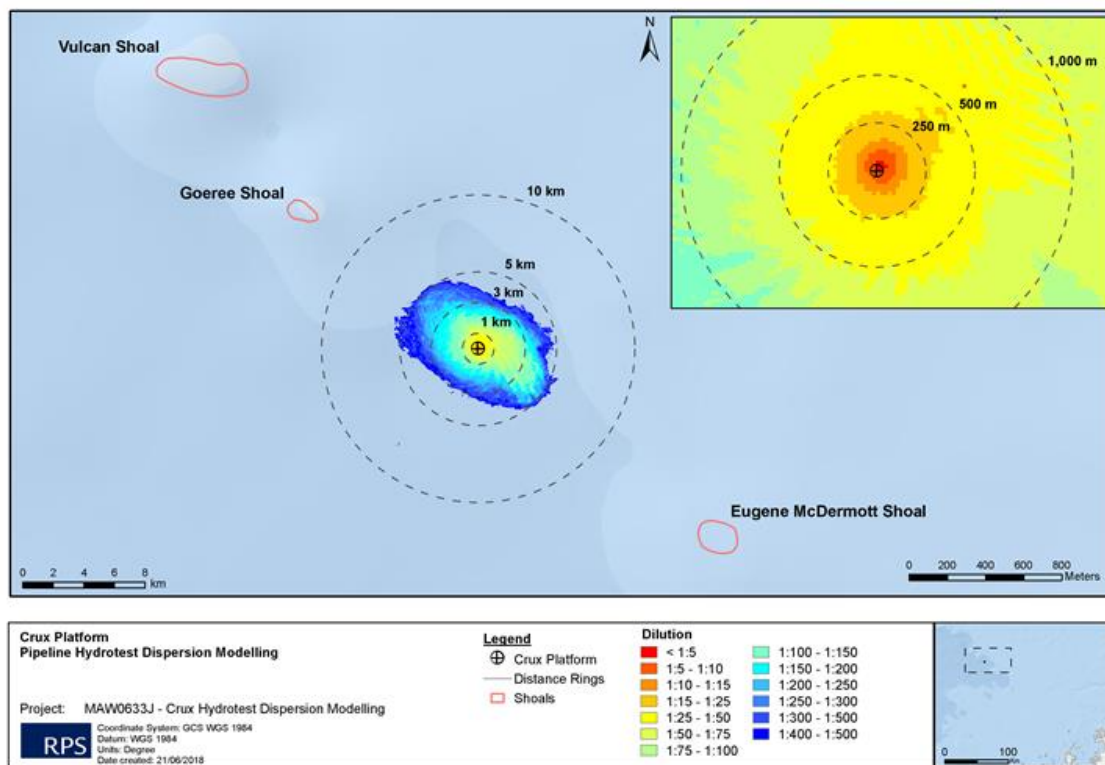 Vulcan Shoal
Goeree Shoal
10 km
5 km
3 km
1 km
Eugene McDermott Shoal
N
1,000 m
500 m
250 m
0 2 4 6 8
km
0 200 400 600 800
Meters
Crux Platform
Pipeline Hydrotest Dispersion Modelling
Project: MAW0633J - Crux Hydrotest Dispersion Modelling
RPS
Coordinate System: GCS WGS 1984
Datum: WGS 1984
Units: Degree
Date created: 21/06/2018
Legend
Crux Platform
Distance Rings
Shoals
Dilution
< 1:5
1:5 - 1:10
1:10 - 1:15
1:15 - 1:25
1:25 - 1:50
1:50 - 1:75
1:75 - 1:100
1:100 - 1:150
1:150 - 1:200
1:200 - 1:250
1:250 - 1:300
1:300 - 1:500
1:400 - 1:500
0 100